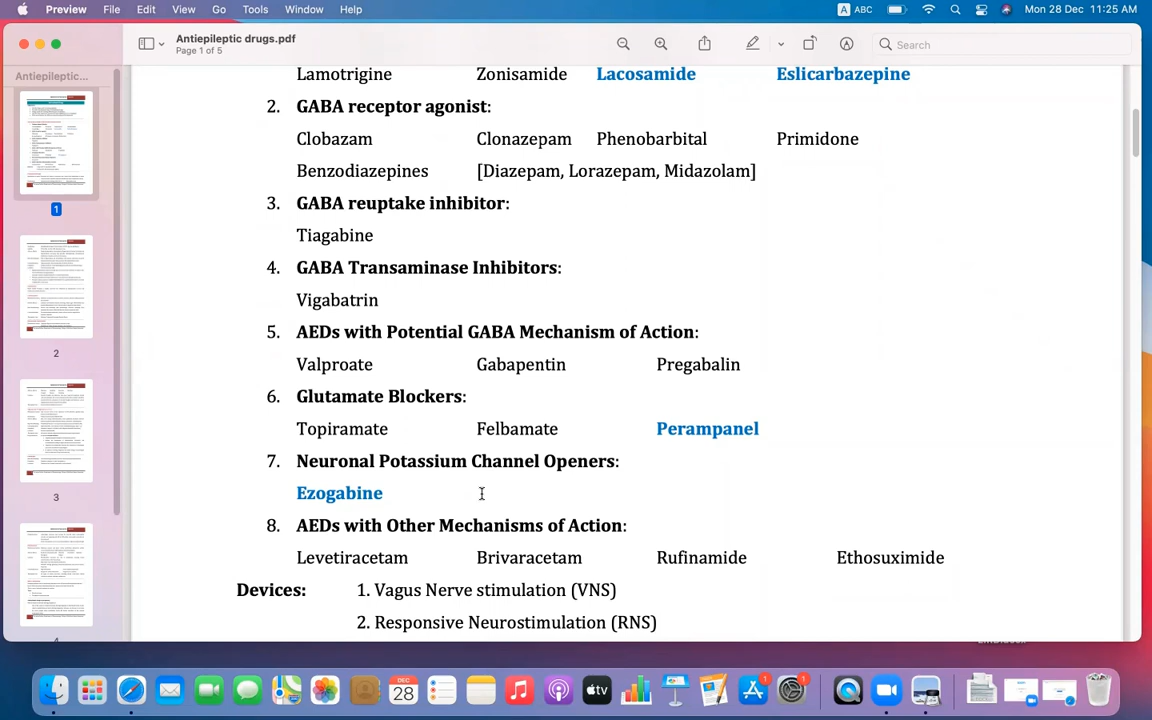 Preview File Edit View Go Tools Window Help A ABC Mon 28 Dec 11:25 AM
Antiepileptic drugs.pdf
Page 1 of 5
Search
Antiepileptic...
Lamotrigine Zonisamide Lacosamide Eslicarbazepine
2. GABA receptor agonist:
Clobazam Clonazepam Phenobarbital Primidone
Benzodiazepines [Diazepam, Lorazepam, Midazolam]
3. GABA reuptake inhibitor:
Tiagabine
4. GABA Transaminase Inhibitors:
Vigabatrin
5. AEDs with Potential GABA Mechanism of Action:
Valproate Gabapentin Pregabalin
6. Glutamate Blockers:
Topiramate Felbamate Perampanel
7. Neuronal Potassium Channel Openers:
Ezogabine
8. AEDs with Other Mechanisms of Action:
Levetiracetam Brivaracetam Rufinamide Ethosuximide
Devices: 1. Vagus Nerve stimulation (VNS)
2. Responsive Neurostimulation (RNS)
1
2
3
4
DEC
28
tv
1
1